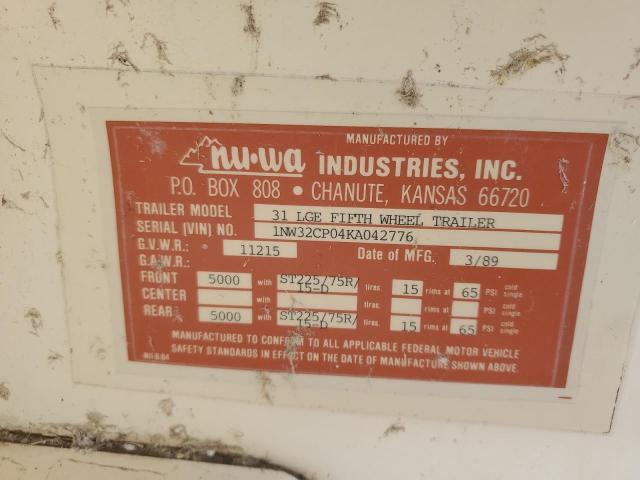 MANUFACTURED BY
nu-wa INDUSTRIES, INC.
P.O. BOX 808 • CHANUTE, KANSAS 66720
TRAILER MODEL 31 LGE FIFTH WHEEL TRAILER
SERIAL (VIN) NO. 1NW32CP04KA042776
G.V.W.R.: 11215 Date of MFG. 3/89
G.A.W.R.:
FRONT 5000 with ST225/75R/15-D tires, 15 rims at 65 PSI cold single
CENTER with tires, rims at PSI cold single
REAR 5000 with ST225/75R/15-D tires, 15 rims at 65 PSI cold single
MANUFACTURED TO CONFORM TO ALL APPLICABLE FEDERAL MOTOR VEHICLE
SAFETY STANDARDS IN EFFECT ON THE DATE OF MANUFACTURE SHOWN ABOVE.